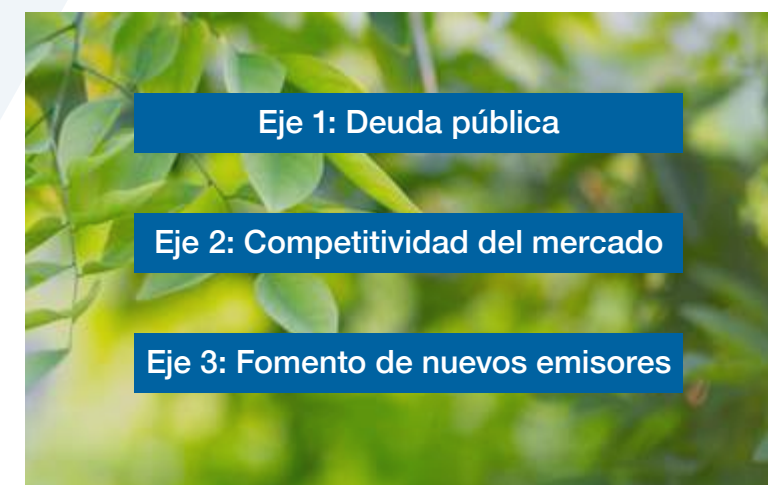 Eje 1: Deuda pública
Eje 2: Competitividad del mercado
Eje 3: Fomento de nuevos emisores